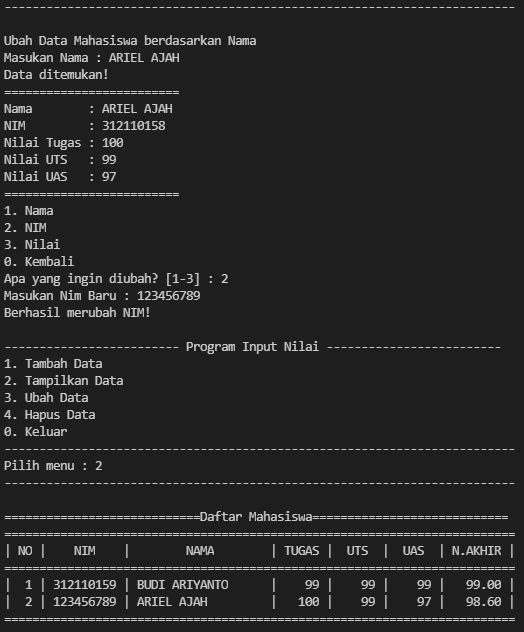 -------------------------------------------------------------------------
Ubah Data Mahasiswa berdasarkan Nama
Masukan Nama : ARIEL AJAH
Data ditemukan!
=========================
Nama        : ARIEL AJAH
NIM         : 312110158
Nilai Tugas : 100
Nilai UTS   : 99
Nilai UAS   : 97
=========================
1. Nama
2. NIM
3. Nilai
0. Kembali
Apa yang ingin diubah? [1-3] : 2
Masukan Nim Baru : 123456789
Berhasil merubah NIM!
------------------------- Program Input Nilai -------------------------
1. Tambah Data
2. Tampilkan Data
3. Ubah Data
4. Hapus Data
0. Keluar
-------------------------------------------------------------------------
Pilih menu : 2
-------------------------------------------------------------------------
============================Daftar Mahasiswa============================
=========================================================================
| NO |    NIM    |        NAMA        | TUGAS |  UTS  |  UAS  | N.AKHIR |
=========================================================================
|  1 | 312110159 | BUDI ARIYANTO      |    99 |    99 |    99 |   99.00 |
|  2 | 123456789 | ARIEL AJAH         |   100 |    99 |    97 |   98.60 |
=========================================================================